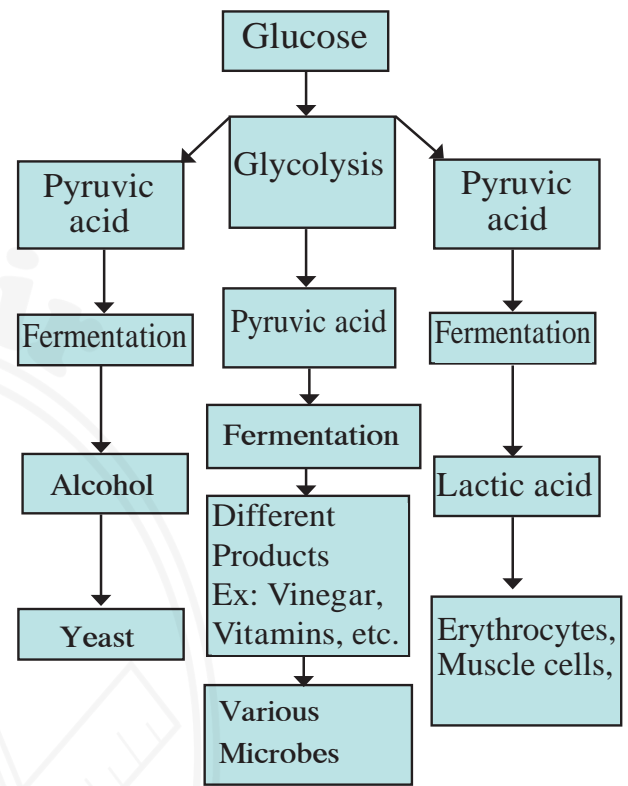 Glucose
Glycolysis
Pyruvic
acid
Pyruvic
acid
Fermentation
Pyruvic acid
Fermentation
Fermentation
Alcohol
Lactic acid
Different
Products
Ex: Vinegar,
Vitamins, etc.
Yeast
Erythrocytes,
Muscle cells,
Various
Microbes